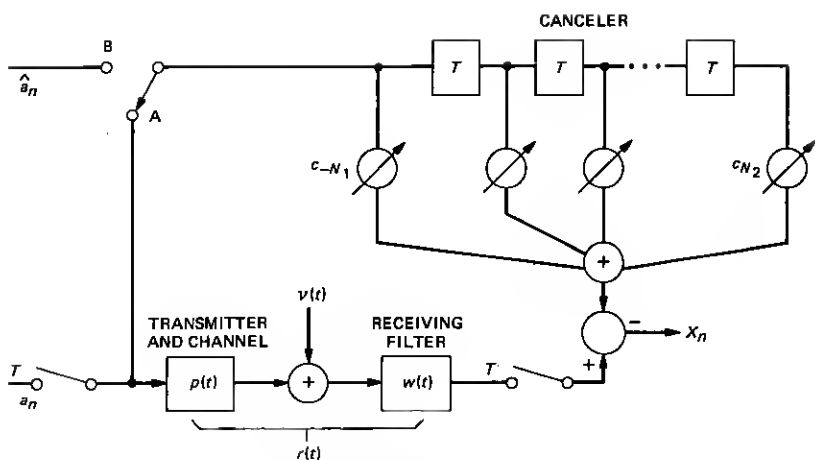 CANCELER
B
â_n
A
T
T
T
c_{-N_1}
c_{N_2}
+
ν(t)
TRANSMITTER
AND CHANNEL
RECEIVING
FILTER
−
X_n
+
T
a_n
p(t)
+
w(t)
T
r(t)